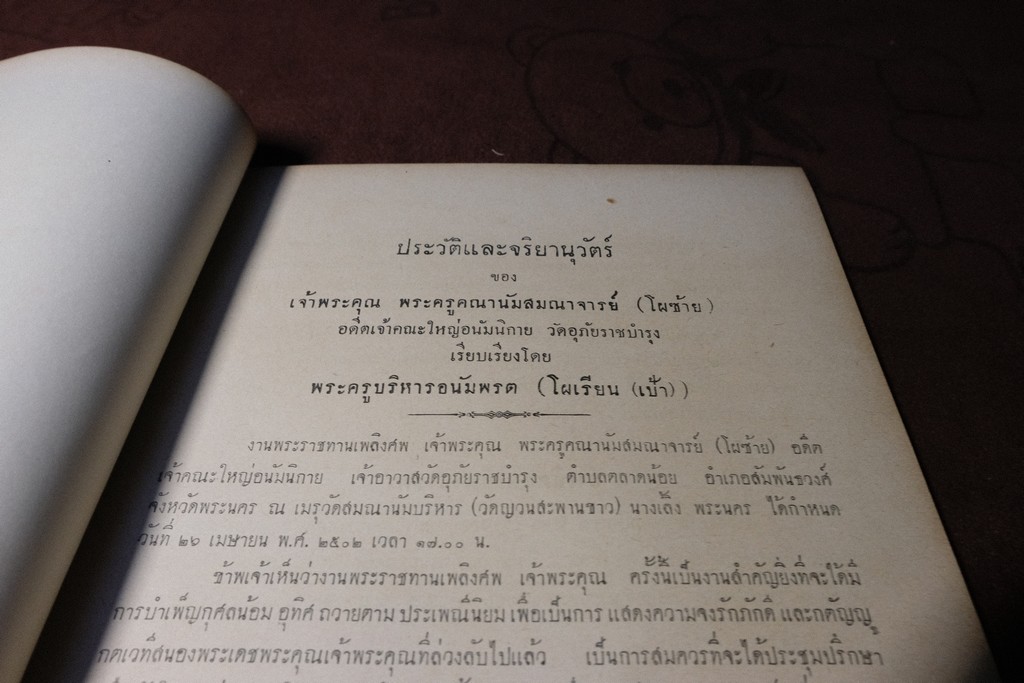 ประวัติและจริยานุวัตร์
ของ
เจ้าพระคุณ พระครูคณานัมสมณาจารย์ (โผซ้าย)
อดีตเจ้าคณะใหญ่อนัมนิกาย วัดอุภัยราชบำรุง
เรียบเรียงโดย
พระครูบริหารอนัมพรต (โผเรียน (เป้า))
งานพระราชทานเพลิงศพ เจ้าพระคุณ พระครูคณานัมสมณาจารย์ (โผซ้าย) อดีต
เจ้าคณะใหญ่อนัมนิกาย เจ้าอาวาสวัดอุภัยราชบำรุง ตำบลตลาดน้อย อำเภอสัมพันธวงศ์
จังหวัดพระนคร ณ เมรุวัดสมณานัมบริหาร (วัดญวนสะพานขาว) นางเลิ้ง พระนคร ได้กำหนด
วันที่ ๒๖ เมษายน พ.ศ. ๒๕๐๒ เวลา ๑๗.๐๐ น.
ข้าพเจ้าเห็นว่างานพระราชทานเพลิงศพ เจ้าพระคุณ ครั้งนี้เป็นงานสำคัญยิ่งที่จะได้มี
การบำเพ็ญกุศลน้อม อุทิศ ถวายตาม ประเพณีนิยม เพื่อเป็นการ แสดงความจงรักภักดี และกตัญญู
กตเวทีสนองพระเดชพระคุณเจ้าพระคุณที่ล่วงลับไปแล้ว เป็นการสมควรที่จะได้ประชุมปรึกษา